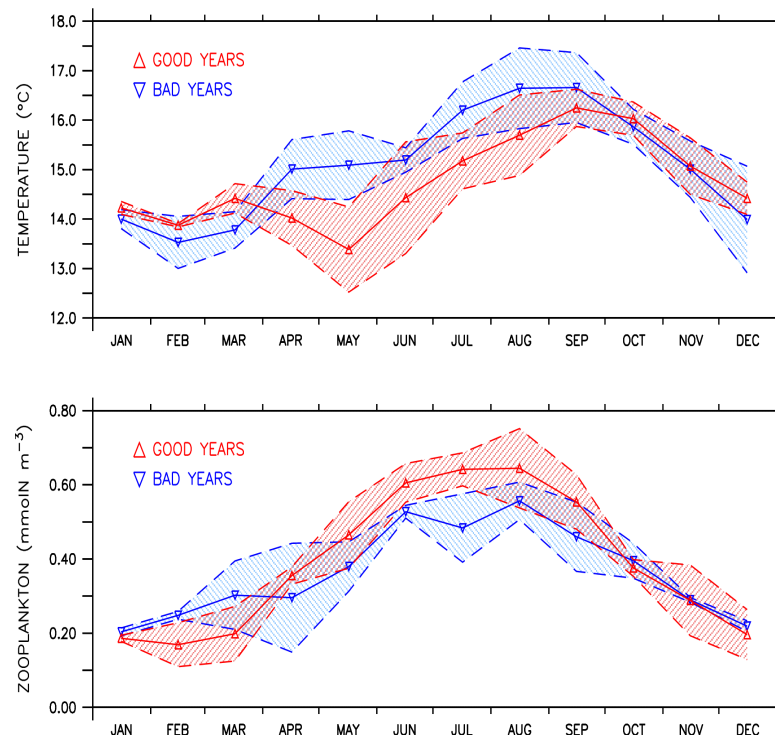 18.0
17.0
16.0
15.0
14.0
13.0
12.0
TEMPERATURE (°C)
GOOD YEARS
BAD YEARS
JAN FEB MAR APR MAY JUN JUL AUG SEP OCT NOV DEC
0.80
0.60
0.40
0.20
0.00
ZOOPLANKTON (mmolN m⁻³)
GOOD YEARS
BAD YEARS
JAN FEB MAR APR MAY JUN JUL AUG SEP OCT NOV DEC